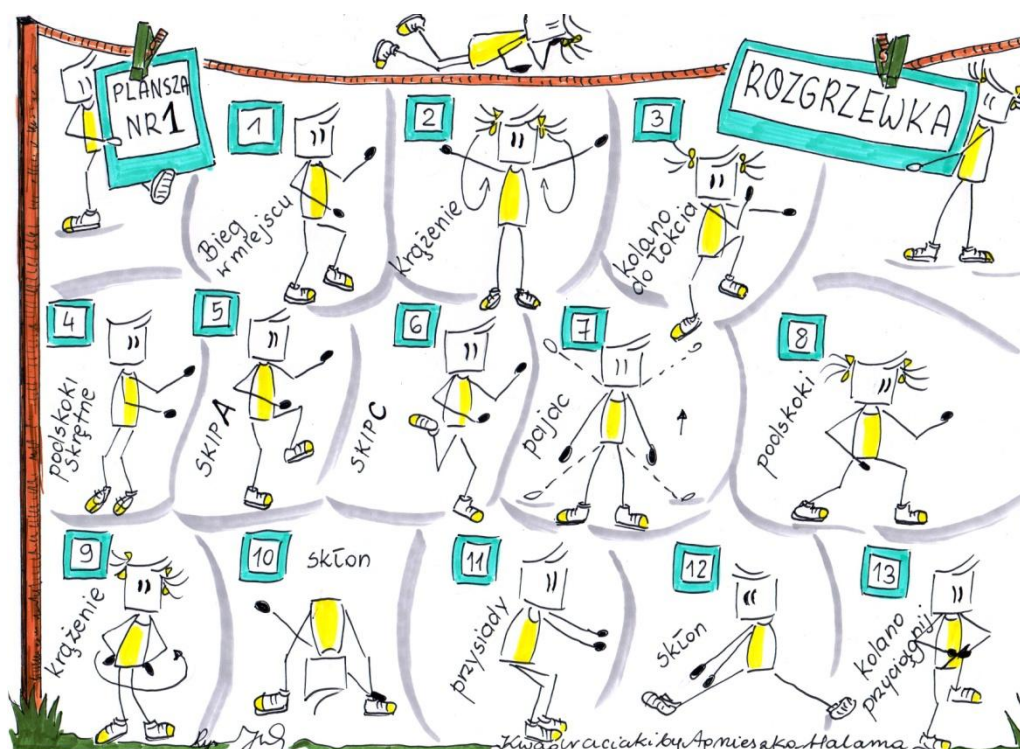 PLANSZA
NR 1
ROZGRZEWKA
1
Bieg
w miejscu
2
krążenie
3
kolano
do łokcia
4
podskoki
skrętne
5
SKIP A
6
SKIP C
7
pajac
8
podskoki
9
krążenie
10
skłon
11
przysiady
12
skłon
13
kolano
przyciągnij
Kwadraciaki by Agnieszka Halama